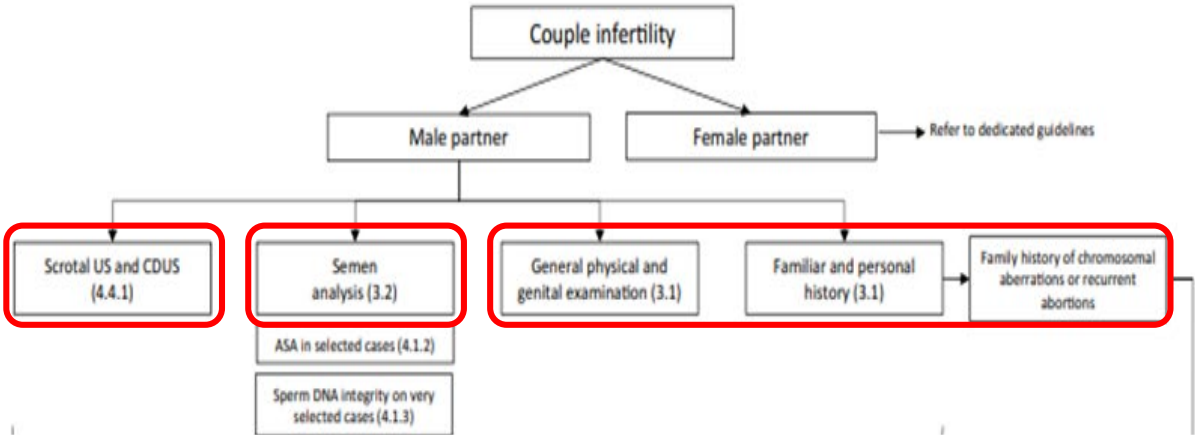 Couple infertility
Male partner
Female partner
Refer to dedicated guidelines
Scrotal US and CDUS
(4.4.1)
Semen
analysis (3.2)
General physical and
genital examination (3.1)
Familiar and personal
history (3.1)
Family history of chromosomal
aberrations or recurrent
abortions
ASA in selected cases (4.1.2)
Sperm DNA integrity on very
selected cases (4.1.3)